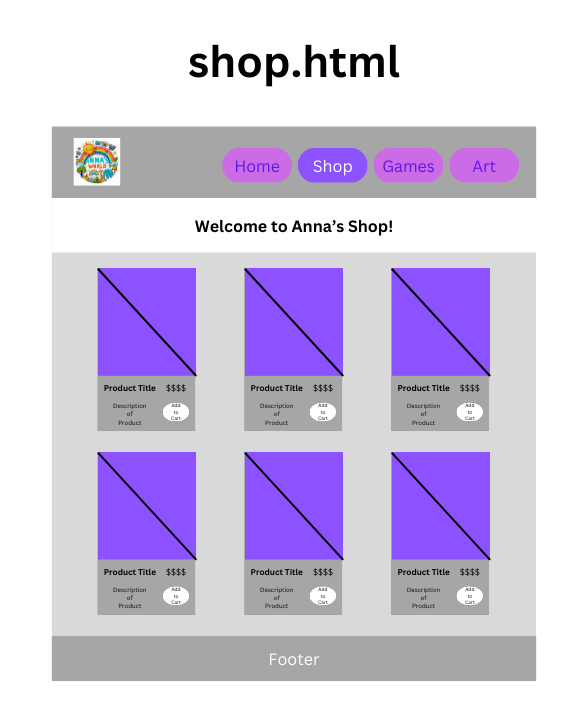 shop.html
ANNA'S
WORLD
Home
Shop
Games
Art
Welcome to Anna's Shop!
Product Title $$$$
Description
of
Product
Add
to
Cart
Product Title $$$$
Description
of
Product
Add
to
Cart
Product Title $$$$
Description
of
Product
Add
to
Cart
Product Title $$$$
Description
of
Product
Add
to
Cart
Product Title $$$$
Description
of
Product
Add
to
Cart
Product Title $$$$
Description
of
Product
Add
to
Cart
Footer